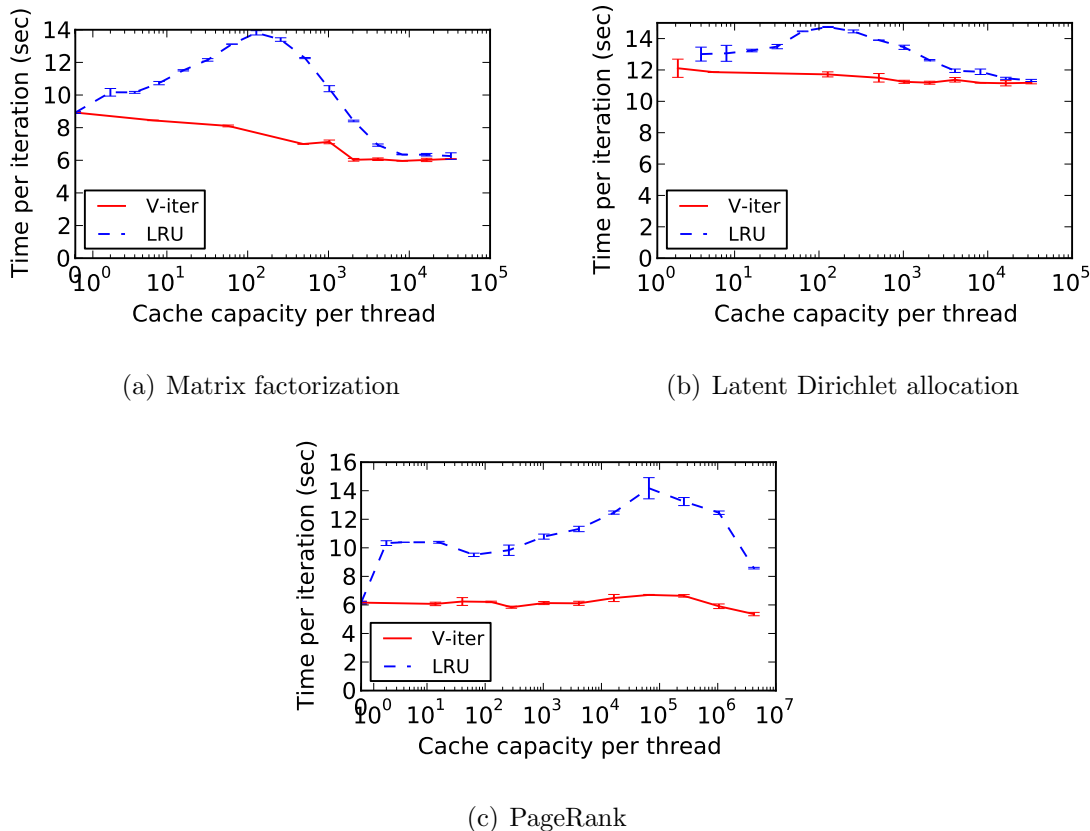 14
12
10
8
6
4
2
0
Time per iteration (sec)
V-iter
LRU
0 10^0 10^1 10^2 10^3 10^4 10^5
Cache capacity per thread
(a) Matrix factorization
14
12
10
8
6
4
2
0
Time per iteration (sec)
V-iter
LRU
10^0 10^1 10^2 10^3 10^4 10^5
Cache capacity per thread
(b) Latent Dirichlet allocation
16
14
12
10
8
6
4
2
0
Time per iteration (sec)
V-iter
LRU
0 10^0 10^1 10^2 10^3 10^4 10^5 10^6 10^7
Cache capacity per thread
(c) PageRank